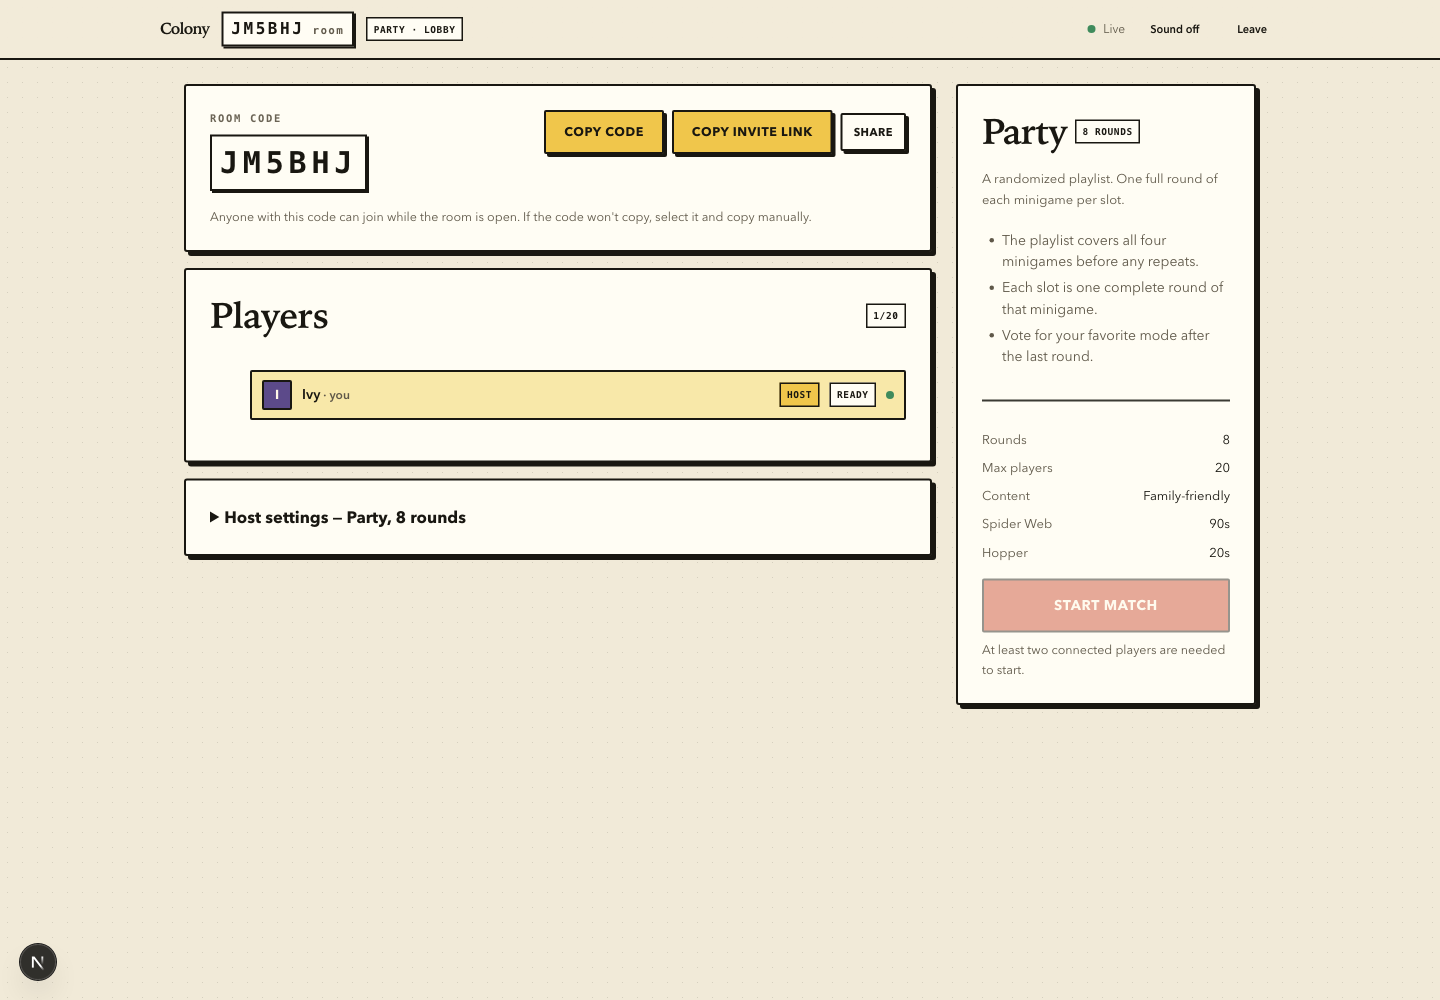 Colony
JM5BHJ room
PARTY · LOBBY
Live
Sound off
Leave
ROOM CODE
JM5BHJ
COPY CODE
COPY INVITE LINK
SHARE
Anyone with this code can join while the room is open. If the code won't copy, select it and copy manually.
Players
1/20
I
Ivy · you
HOST
READY
Host settings — Party, 8 rounds
Party
8 ROUNDS
A randomized playlist. One full round of
each minigame per slot.
• The playlist covers all four
minigames before any repeats.
• Each slot is one complete round of
that minigame.
• Vote for your favorite mode after
the last round.
Rounds 8
Max players 20
Content Family-friendly
Spider Web 90s
Hopper 20s
START MATCH
At least two connected players are needed
to start.
N